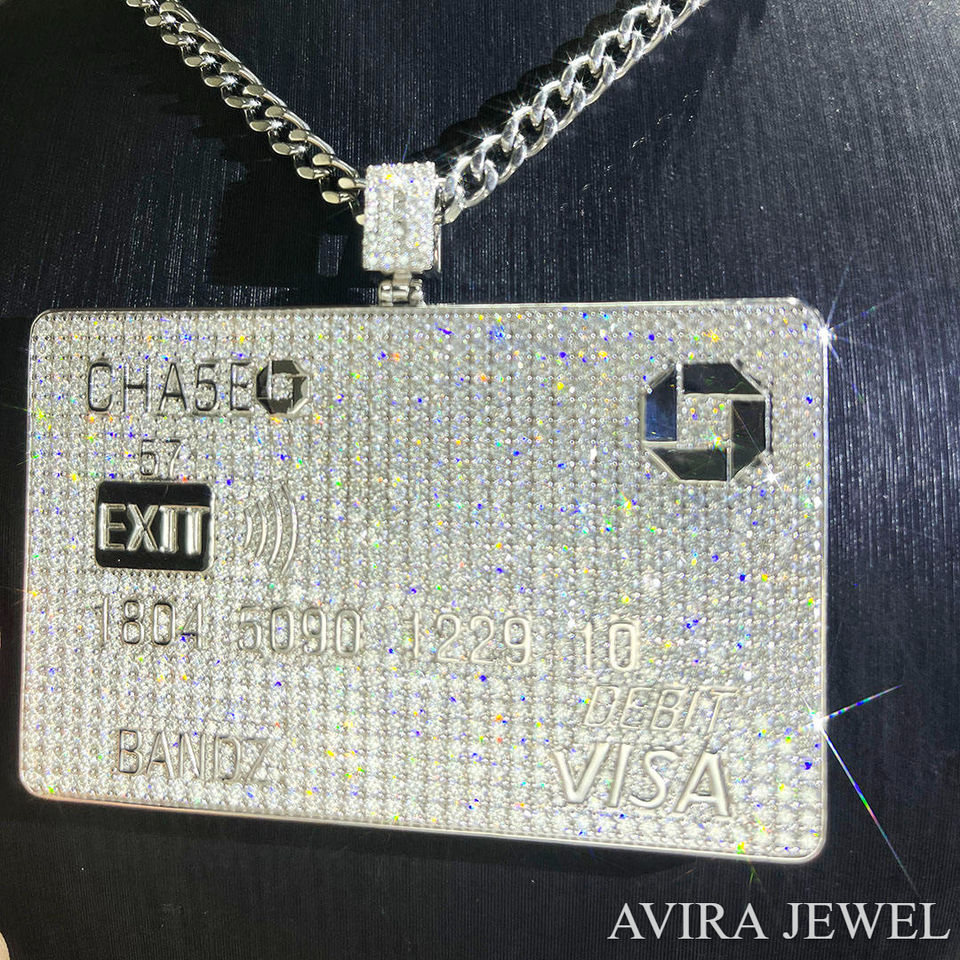 CHA5E
57
EXIT
1804 5090 1229 10
DEBIT
VISA
BANDZ
AVIRA JEWEL